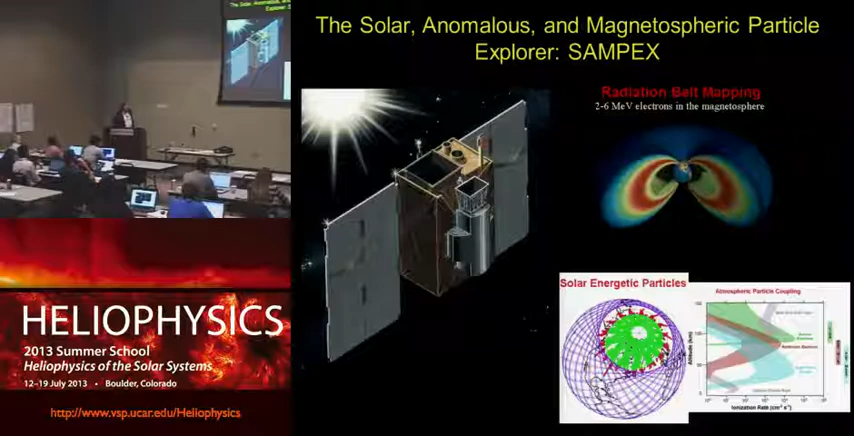 The Solar, Anomalous, and Magnetospheric Particle
Explorer: SAMPEX
Radiation Belt Mapping
2-6 MeV electrons in the magnetosphere
Solar Energetic Particles
Atmospheric Particle Coupling
Altitude (km)
Ionization Rate (cm⁻³ s⁻¹)
HELIOPHYSICS
2013 Summer School
Heliophysics of the Solar Systems
12–19 July 2013 • Boulder, Colorado
http://www.vsp.ucar.edu/Heliophysics